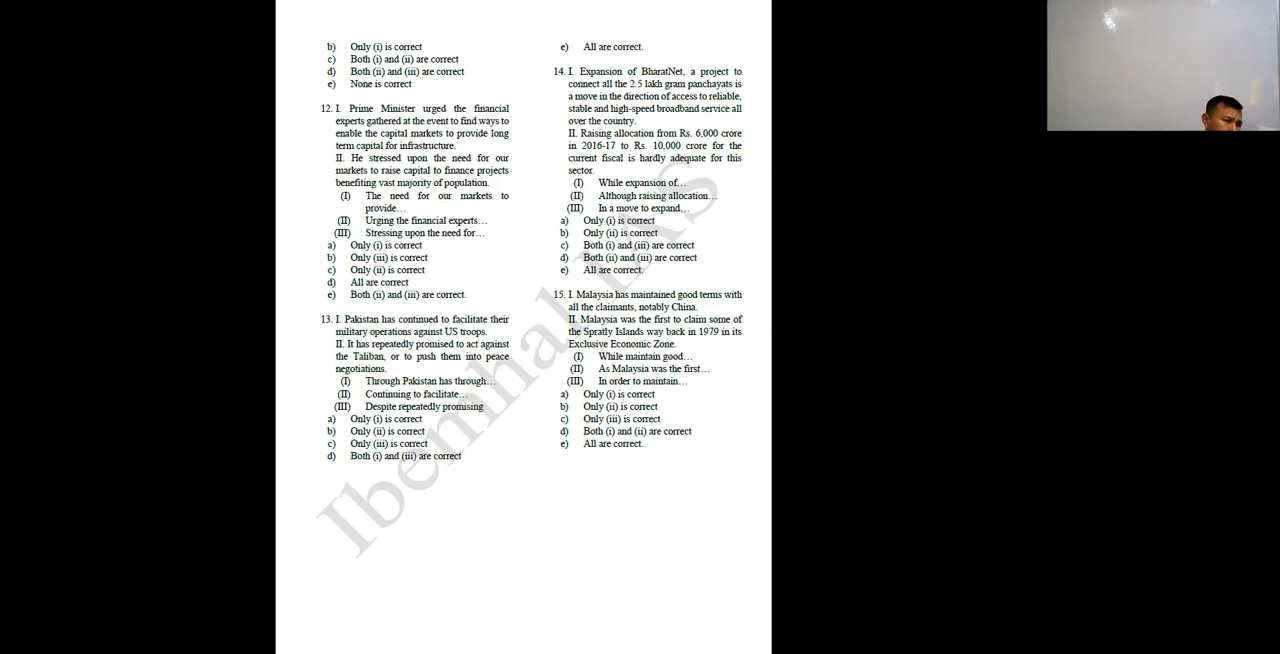 b) Only (i) is correct
c) Both (i) and (ii) are correct
d) Both (ii) and (iii) are correct
e) None is correct
12. I. Prime Minister urged the financial
experts gathered at the event to find ways to
enable the capital markets to provide long
term capital for infrastructure.
II. He stressed upon the need for our
markets to raise capital to finance projects
benefiting vast majority of population.
(I) The need for our markets to
provide…
(II) Urging the financial experts…
(III) Stressing upon the need for…
a) Only (i) is correct
b) Only (iii) is correct
c) Only (ii) is correct
d) All are correct
e) Both (ii) and (iii) are correct.
13. I. Pakistan has continued to facilitate their
military operations against US troops.
II. It has repeatedly promised to act against
the Taliban, or to push them into peace
negotiations.
(I) Through Pakistan has through…
(II) Continuing to facilitate…
(III) Despite repeatedly promising
a) Only (i) is correct
b) Only (ii) is correct
c) Only (iii) is correct
d) Both (i) and (iii) are correct
e) All are correct.
14. I. Expansion of BharatNet, a project to
connect all the 2.5 lakh gram panchayats is
a move in the direction of access to reliable,
stable and high-speed broadband service all
over the country.
II. Raising allocation from Rs. 6,000 crore
in 2016-17 to Rs. 10,000 crore for the
current fiscal is hardly adequate for this
sector.
(I) While expansion of…
(II) Although raising allocation…
(III) In a move to expand…
a) Only (i) is correct
b) Only (ii) is correct
c) Both (i) and (iii) are correct
d) Both (ii) and (iii) are correct
e) All are correct.
15. I. Malaysia has maintained good terms with
all the claimants, notably China.
II. Malaysia was the first to claim some of
the Spratly Islands way back in 1979 in its
Exclusive Economic Zone.
(I) While maintain good…
(II) As Malaysia was the first…
(III) In order to maintain…
a) Only (i) is correct
b) Only (ii) is correct
c) Only (iii) is correct
d) Both (i) and (ii) are correct
e) All are correct.
Ibemhal IAS